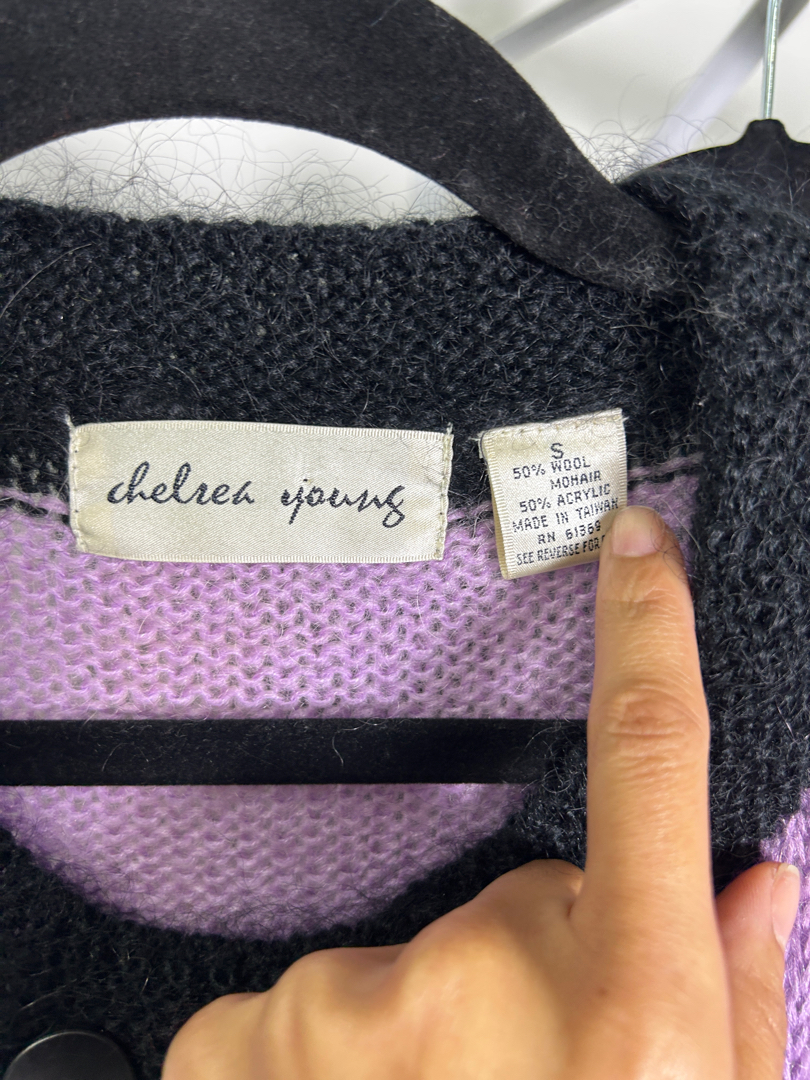 chelsea young
S
50% WOOL
MOHAIR
50% ACRYLIC
MADE IN TAIWAN
RN 61369
SEE REVERSE FOR